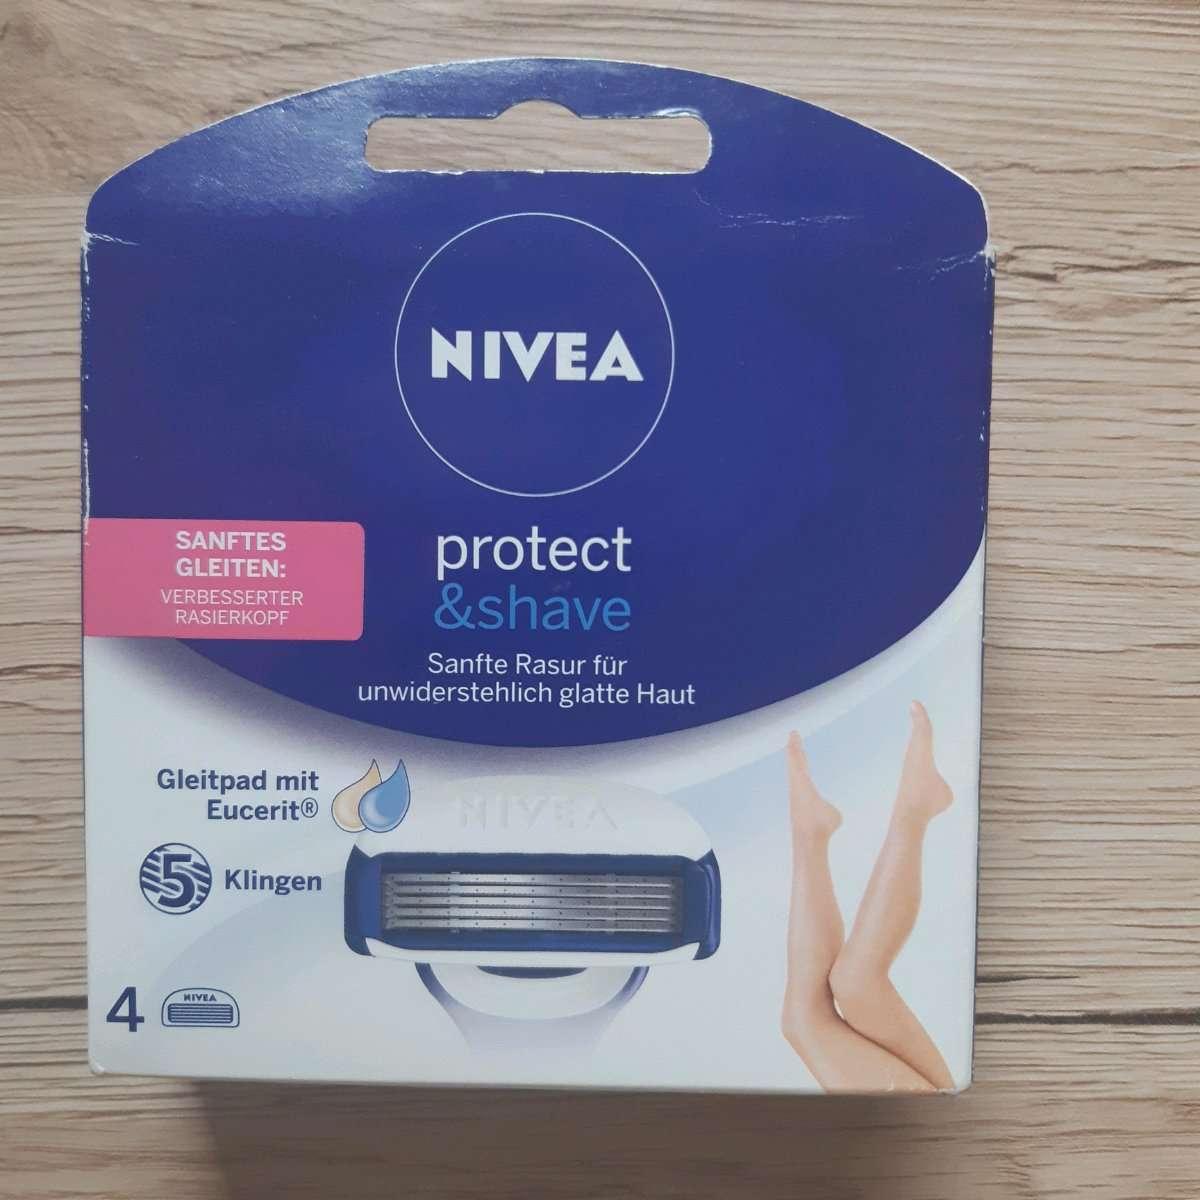 NIVEA
SANFTES
GLEITEN:
VERBESSERTER
RASIERKOPF
protect
&shave
Sanfte Rasur für
unwiderstehlich glatte Haut
Gleitpad mit
Eucerit®
NIVEA
5 Klingen
4 NIVEA